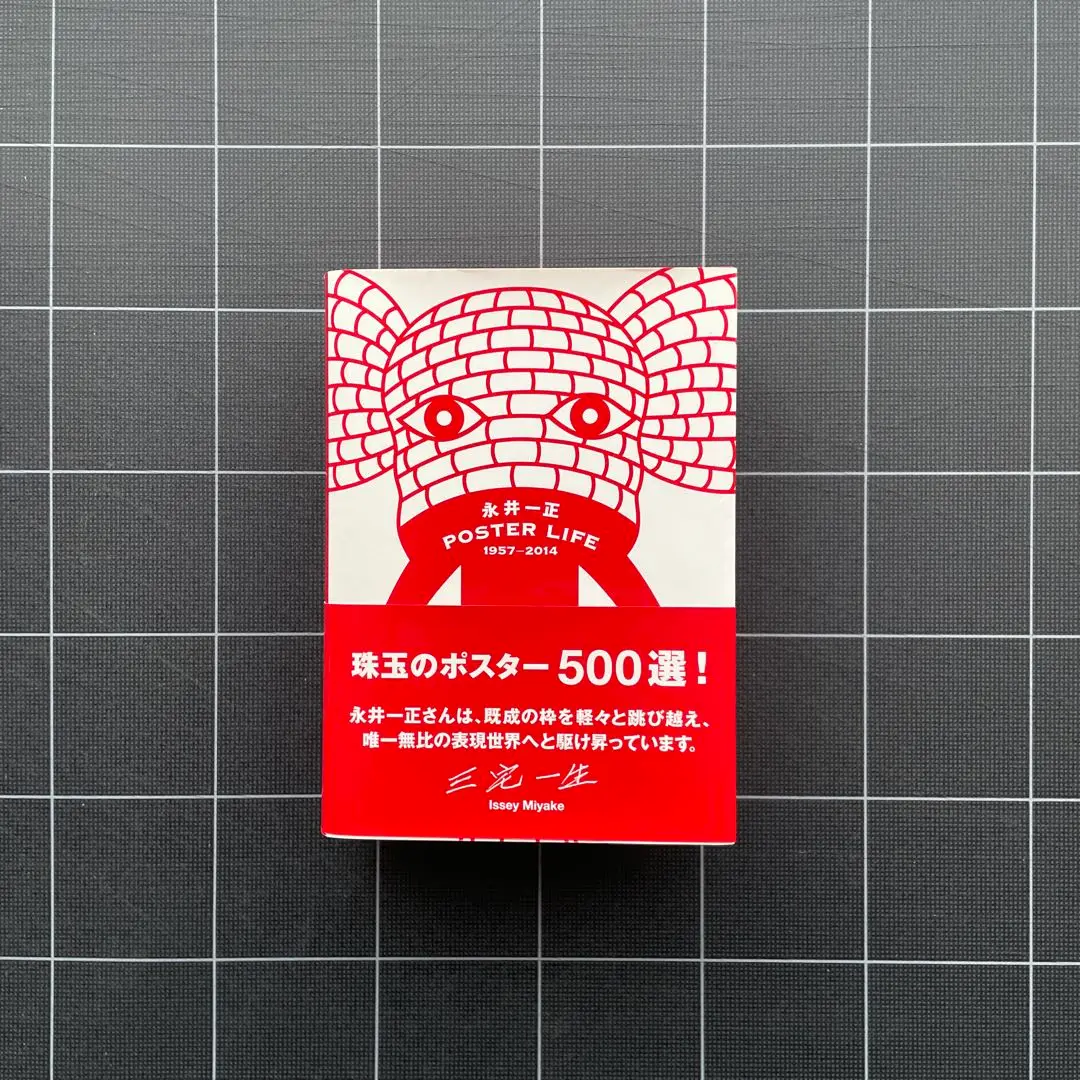 永井一正
POSTER LIFE
1957–2014
珠玉のポスター500選!
永井一正さんは、既成の枠を軽々と跳び越え、
唯一無比の表現世界へと駆け昇っています。
三宅一生
Issey Miyake